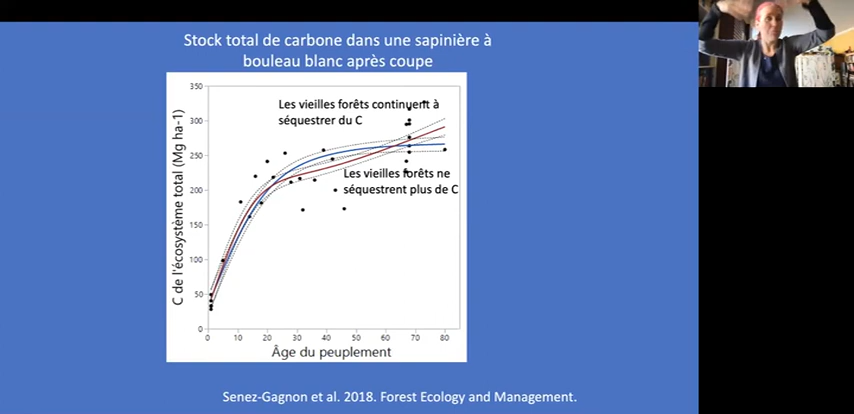 Stock total de carbone dans une sapinière à
bouleau blanc après coupe
350
300
250
200
150
100
50
0
C de l'écosystème total (Mg ha-1)
Les vieilles forêts continuent à
séquestrer du C
Les vieilles forêts ne
séquestrent plus de C
0 10 20 30 40 50 60 70 80
Âge du peuplement
Senez-Gagnon et al. 2018. Forest Ecology and Management.